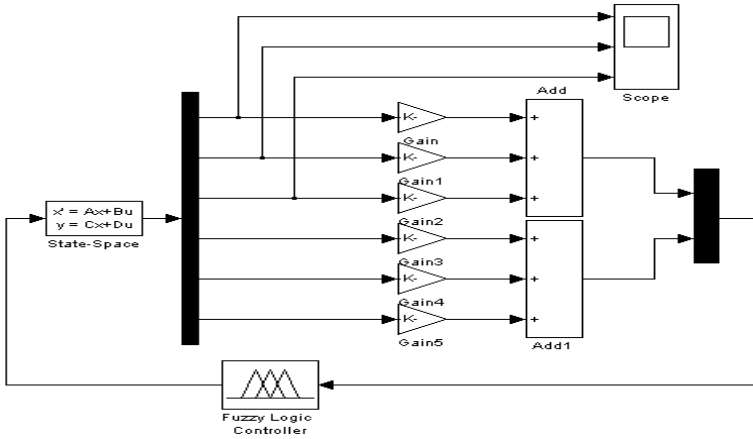 Scope
Add
K-
+
Gain
K-
+
Gain1
K-
+
x' = Ax+Bu
y = Cx+Du
State-Space
Gain2
K-
+
Gain3
K-
+
Gain4
K-
+
Gain5
Add1
Fuzzy Logic
Controller